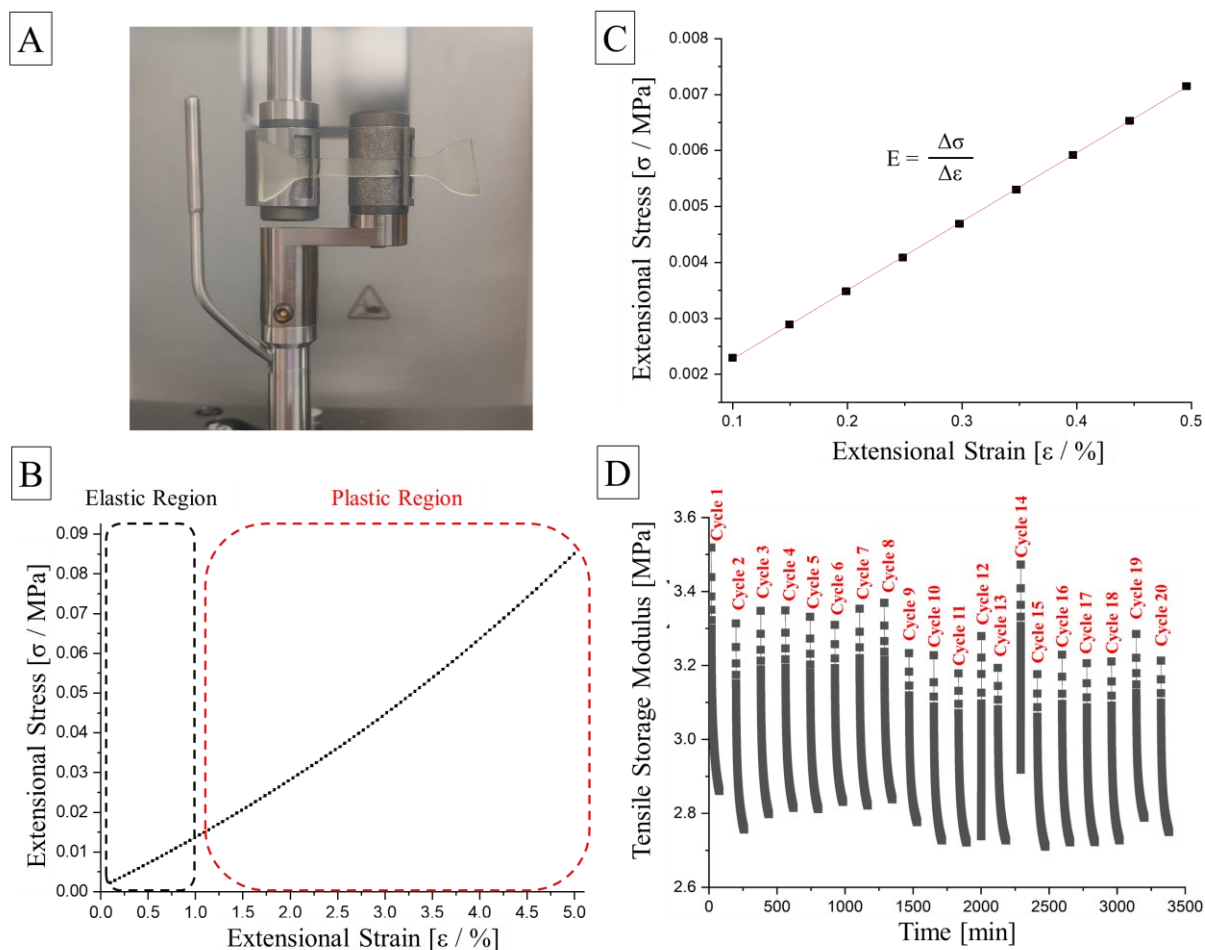 A
B
Elastic Region
Plastic Region
0.09
0.08
0.07
0.06
0.05
0.04
0.03
0.02
0.01
0.00
Extensional Stress [σ / MPa]
0.0 0.5 1.0 1.5 2.0 2.5 3.0 3.5 4.0 4.5 5.0
Extensional Strain [ε / %]
C
0.008
0.007
0.006
0.005
0.004
0.003
0.002
Extensional Stress [σ / MPa]
E = Δσ
Δε
0.1 0.2 0.3 0.4 0.5
Extensional Strain [ε / %]
D
3.6
3.4
3.2
3.0
2.8
2.6
Tensile Storage Modulus [MPa]
Cycle 1
Cycle 2
Cycle 3
Cycle 4
Cycle 5
Cycle 6
Cycle 7
Cycle 8
Cycle 9
Cycle 10
Cycle 11
Cycle 12
Cycle 13
Cycle 14
Cycle 15
Cycle 16
Cycle 17
Cycle 18
Cycle 19
Cycle 20
0 500 1000 1500 2000 2500 3000 3500
Time [min]